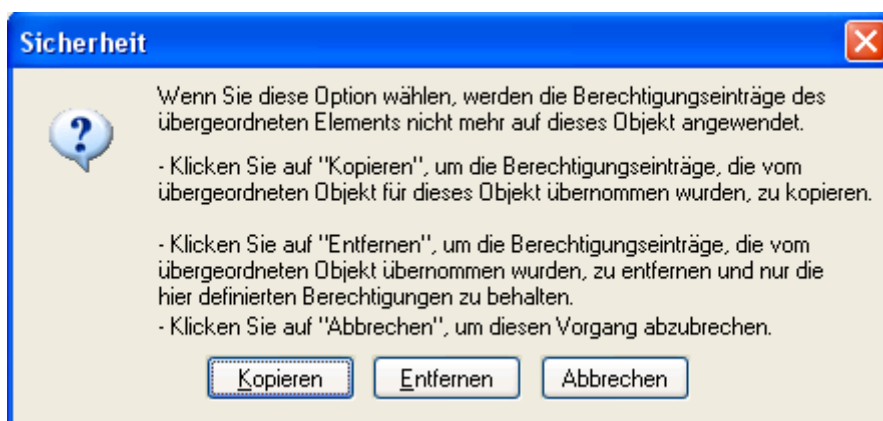 Sicherheit
Wenn Sie diese Option wählen, werden die Berechtigungseinträge des
übergeordneten Elements nicht mehr auf dieses Objekt angewendet.
- Klicken Sie auf "Kopieren", um die Berechtigungseinträge, die vom
übergeordneten Objekt für dieses Objekt übernommen wurden, zu kopieren.
- Klicken Sie auf "Entfernen", um die Berechtigungseinträge, die vom
übergeordneten Objekt übernommen wurden, zu entfernen und nur die
hier definierten Berechtigungen zu behalten.
- Klicken Sie auf "Abbrechen", um diesen Vorgang abzubrechen.
Kopieren Entfernen Abbrechen